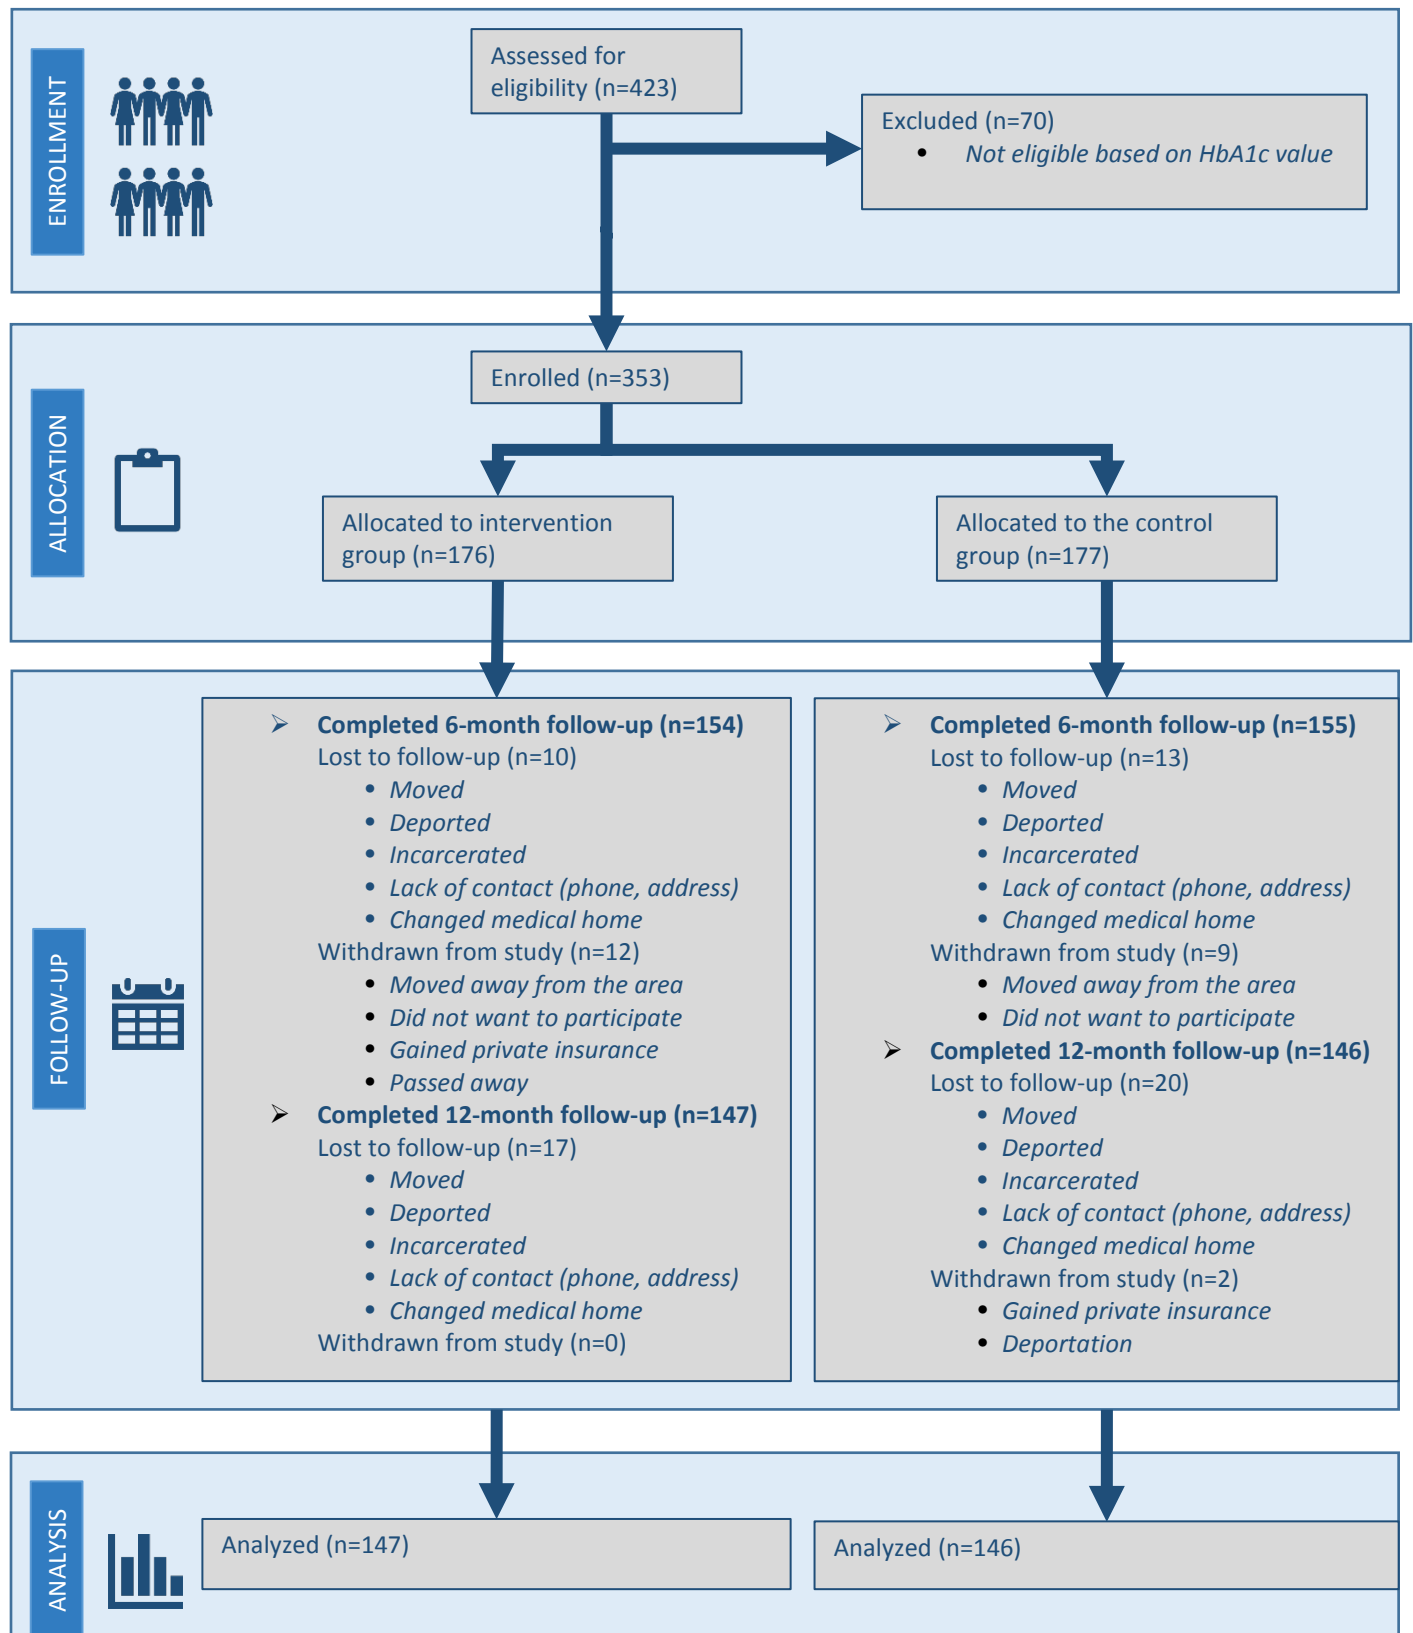 ENROLLMENT
Assessed for
eligibility (n=423)
Excluded (n=70)
• Not eligible based on HbA1c value
ALLOCATION
Enrolled (n=353)
Allocated to intervention
group (n=176)
Allocated to the control
group (n=177)
FOLLOW-UP
➢ Completed 6-month follow-up (n=154)
Lost to follow-up (n=10)
• Moved
• Deported
• Incarcerated
• Lack of contact (phone, address)
• Changed medical home
Withdrawn from study (n=12)
• Moved away from the area
• Did not want to participate
• Gained private insurance
• Passed away
➢ Completed 12-month follow-up (n=147)
Lost to follow-up (n=17)
• Moved
• Deported
• Incarcerated
• Lack of contact (phone, address)
• Changed medical home
Withdrawn from study (n=0)
➢ Completed 6-month follow-up (n=155)
Lost to follow-up (n=13)
• Moved
• Deported
• Incarcerated
• Lack of contact (phone, address)
• Changed medical home
Withdrawn from study (n=9)
• Moved away from the area
• Did not want to participate
➢ Completed 12-month follow-up (n=146)
Lost to follow-up (n=20)
• Moved
• Deported
• Incarcerated
• Lack of contact (phone, address)
• Changed medical home
Withdrawn from study (n=2)
• Gained private insurance
• Deportation
ANALYSIS
Analyzed (n=147)
Analyzed (n=146)